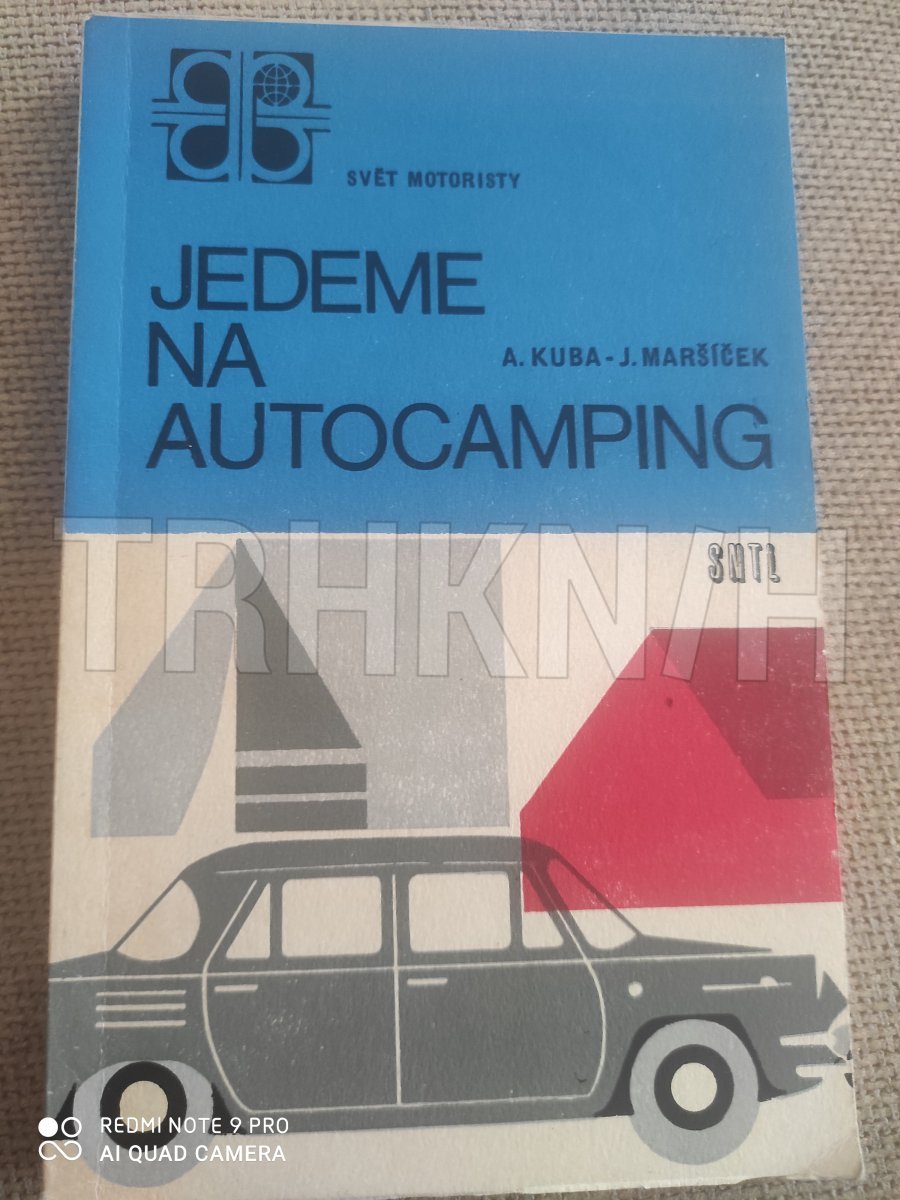 SVĚT MOTORISTY
JEDEME
NA
A. KUBA - J. MARŠÍČEK
AUTOCAMPING
SNTL
TRHKNIH
REDMI NOTE 9 PRO
AI QUAD CAMERA